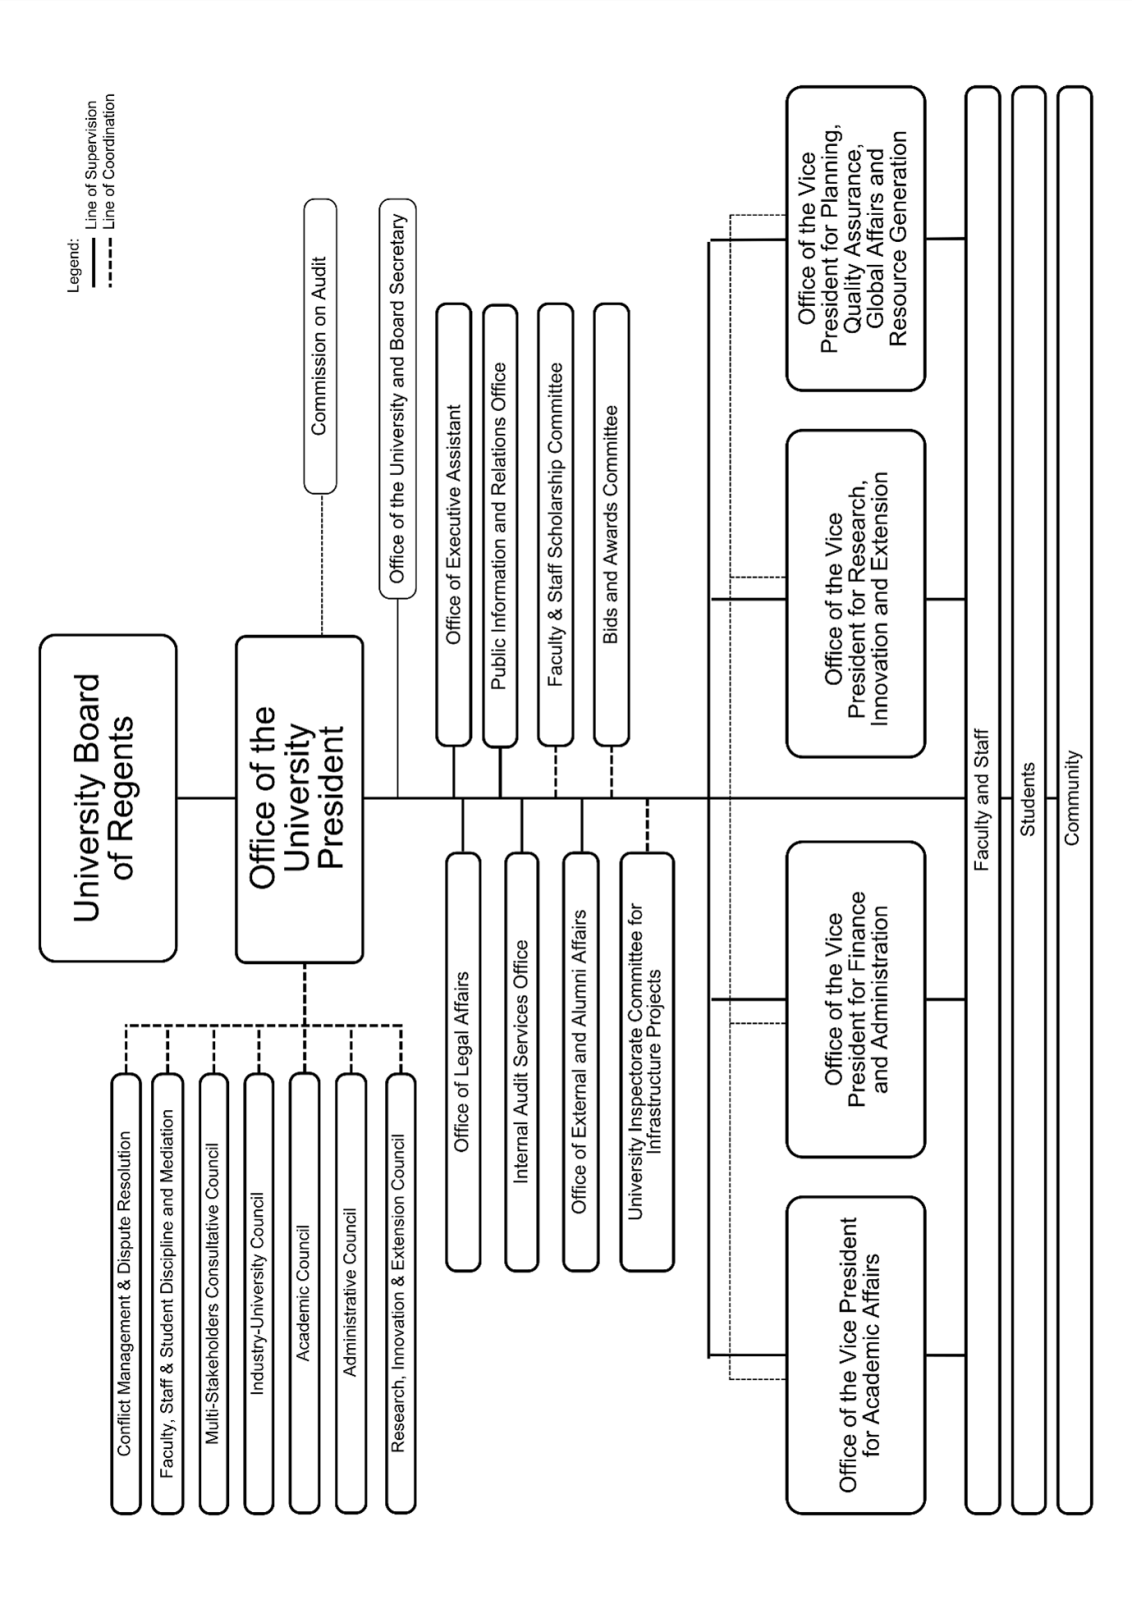 Legend:
Line of Supervision
Line of Coordination
University Board
of Regents
Office of the
University
President
Commission on Audit
Office of the University and Board Secretary
Conflict Management & Dispute Resolution
Faculty, Staff & Student Discipline and Mediation
Multi-Stakeholders Consultative Council
Industry-University Council
Academic Council
Administrative Council
Research, Innovation & Extension Council
Office of Executive Assistant
Public Information and Relations Office
Faculty & Staff Scholarship Committee
Bids and Awards Committee
Office of Legal Affairs
Internal Audit Services Office
Office of External and Alumni Affairs
University Inspectorate Committee for
Infrastructure Projects
Office of the Vice President
for Academic Affairs
Office of the Vice
President for Finance
and Administration
Office of the Vice
President for Research,
Innovation and Extension
Office of the Vice
President for Planning,
Quality Assurance,
Global Affairs and
Resource Generation
Faculty and Staff
Students
Community